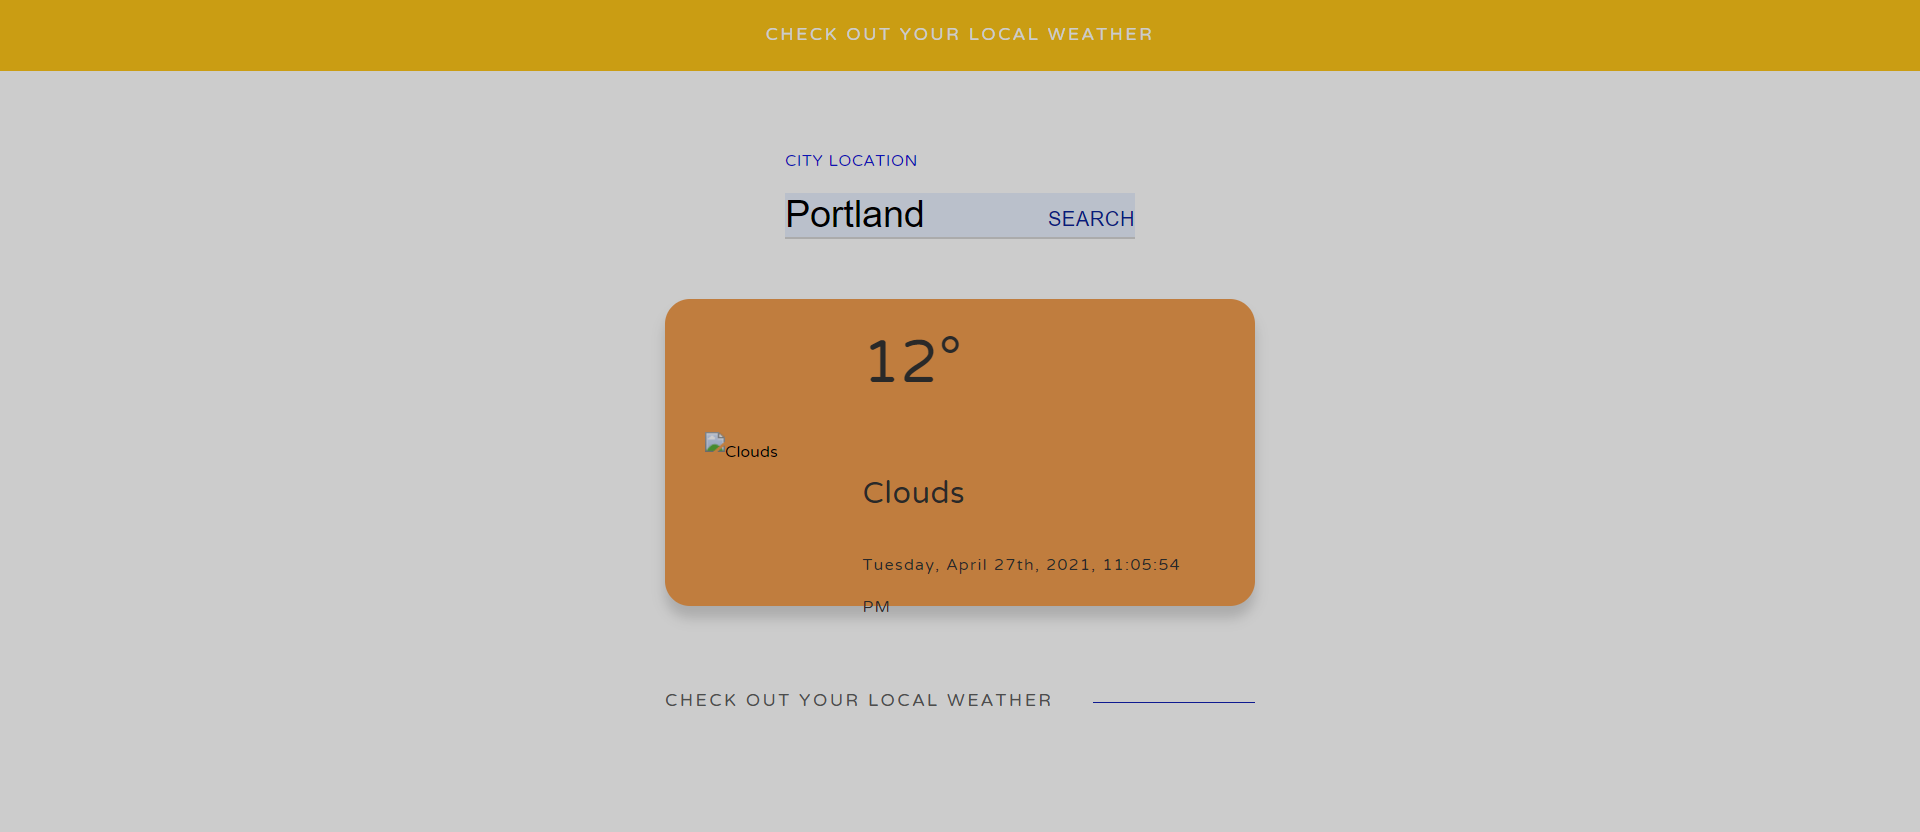 CHECK OUT YOUR LOCAL WEATHER
CITY LOCATION
Portland SEARCH
12°
Clouds
Clouds
Tuesday, April 27th, 2021, 11:05:54
PM
CHECK OUT YOUR LOCAL WEATHER